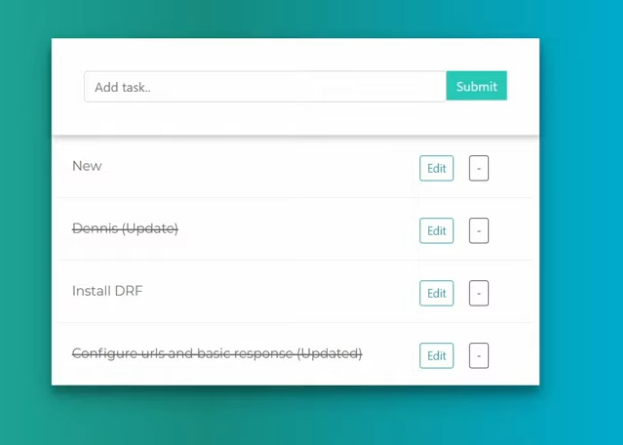 Add task..
Submit
New
Edit
-
Dennis (Update)
Edit
-
Install DRF
Edit
-
Configure urls and basic response (Updated)
Edit
-